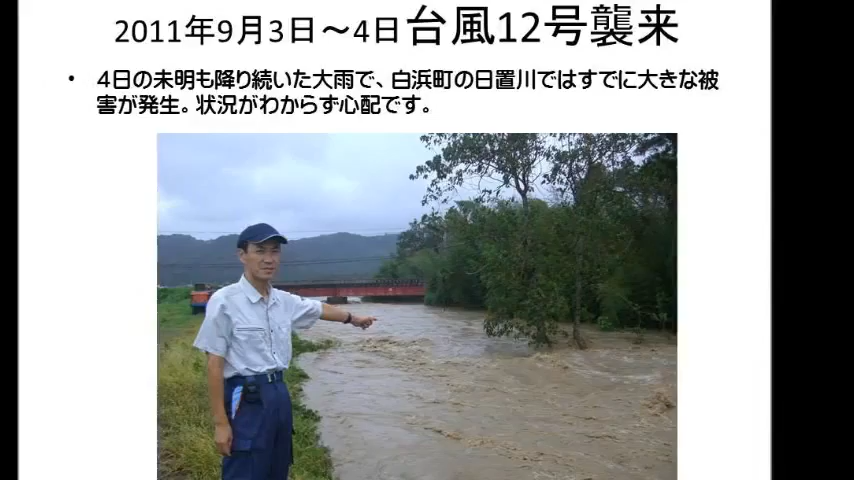 2011年9月3日～4日台風12号襲来
• 4日の未明も降り続いた大雨で、白浜町の日置川ではすでに大きな被
害が発生。状況がわからず心配です。